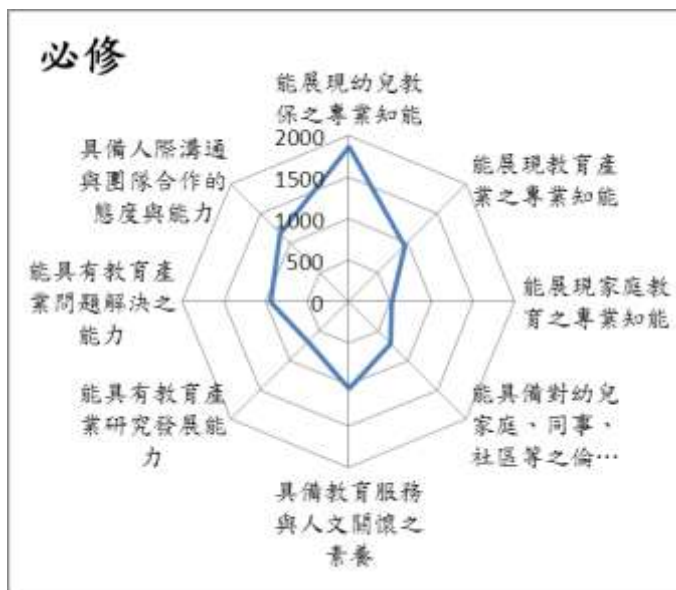 必修
能展現幼兒教
保之專業知能
能展現教育產
業之專業知能
能展現家庭教
育之專業知能
能具備對幼兒
家庭、同事、
社區等之倫…
具備教育服務
與人文關懷之
素養
能具有教育產
業研究發展能
力
能具有教育產
業問題解決之
能力
具備人際溝通
與團隊合作的
態度與能力
2000
1500
1000
500
0